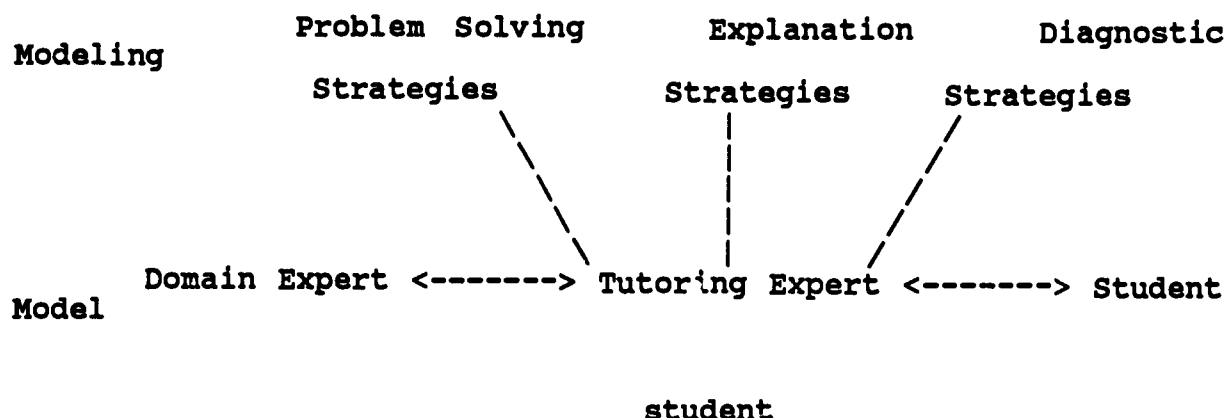 Problem Solving Explanation Diagnostic
Modeling
Strategies Strategies Strategies
Domain Expert <-------> Tutoring Expert <-------> Student
Model
student